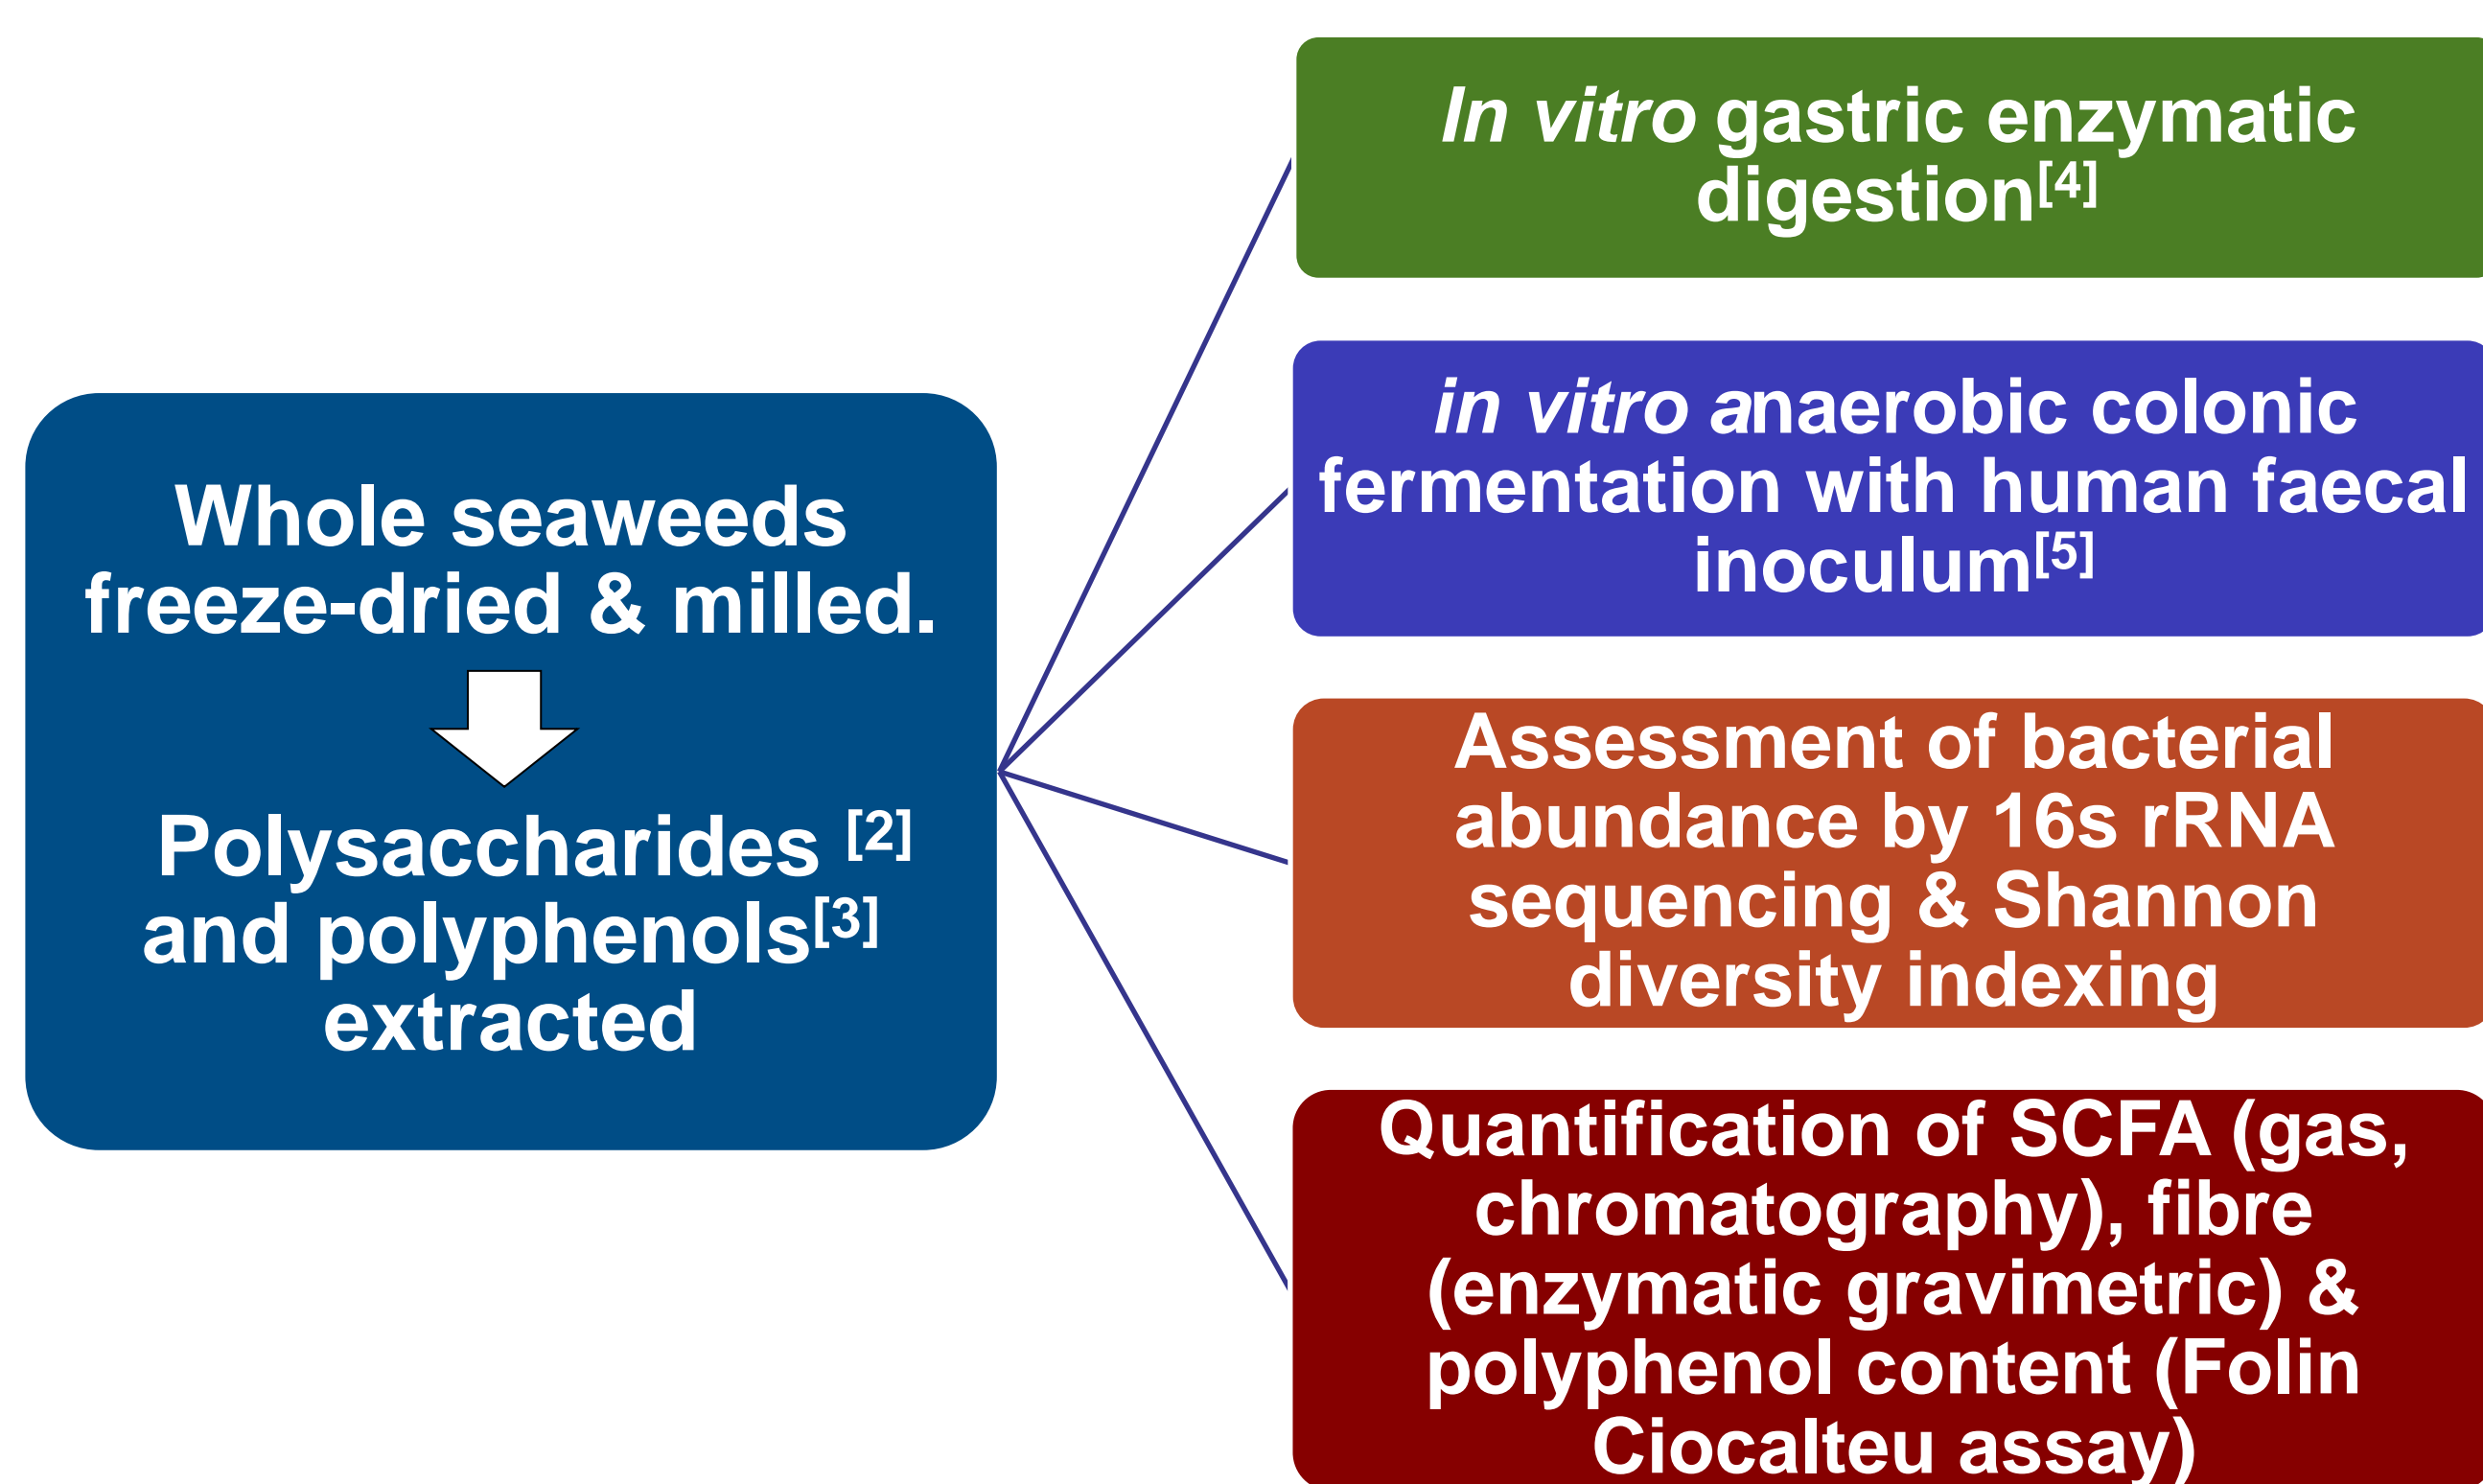 Whole seaweeds
freeze-dried & milled.
Polysaccharides [2]
and polyphenols[3]
extracted
In vitro gastric enzymatic
digestion[4]
in vitro anaerobic colonic
fermentation with human faecal
inoculum[5]
Assessment of bacterial
abundance by 16s rRNA
sequencing & Shannon
diversity indexing
Quantification of SCFA (gas,
chromatography), fibre
(enzymatic gravimetric) &
polyphenol content (Folin
Ciocalteu assay)